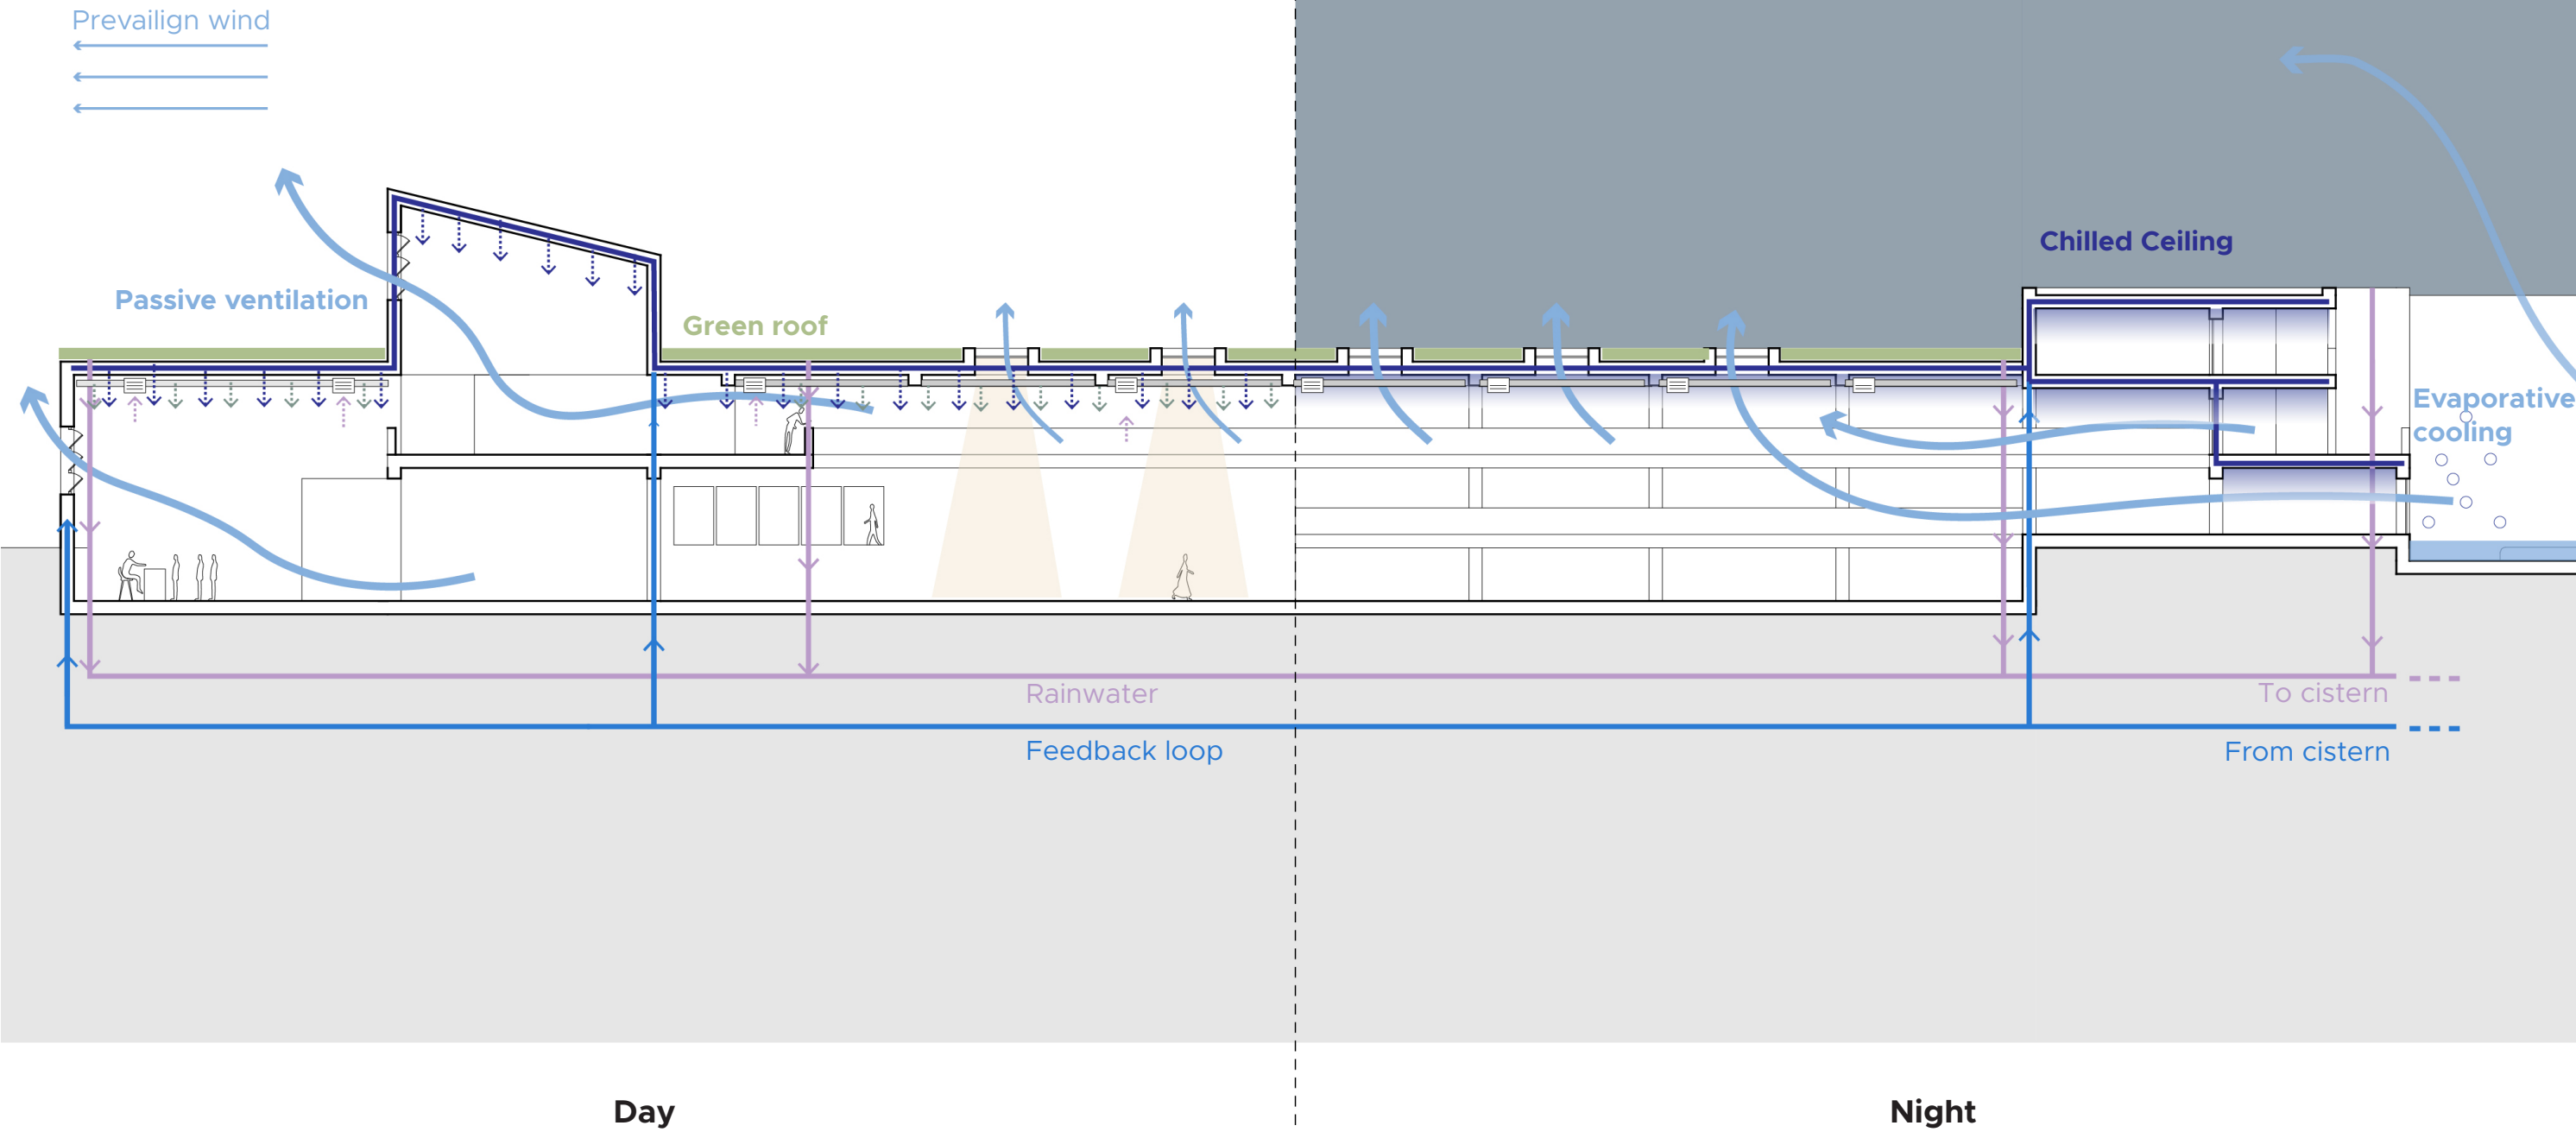 Prevailign wind
Chilled Ceiling
Passive ventilation
Green roof
Evaporative
cooling
Rainwater
To cistern
Feedback loop
From cistern
Day
Night